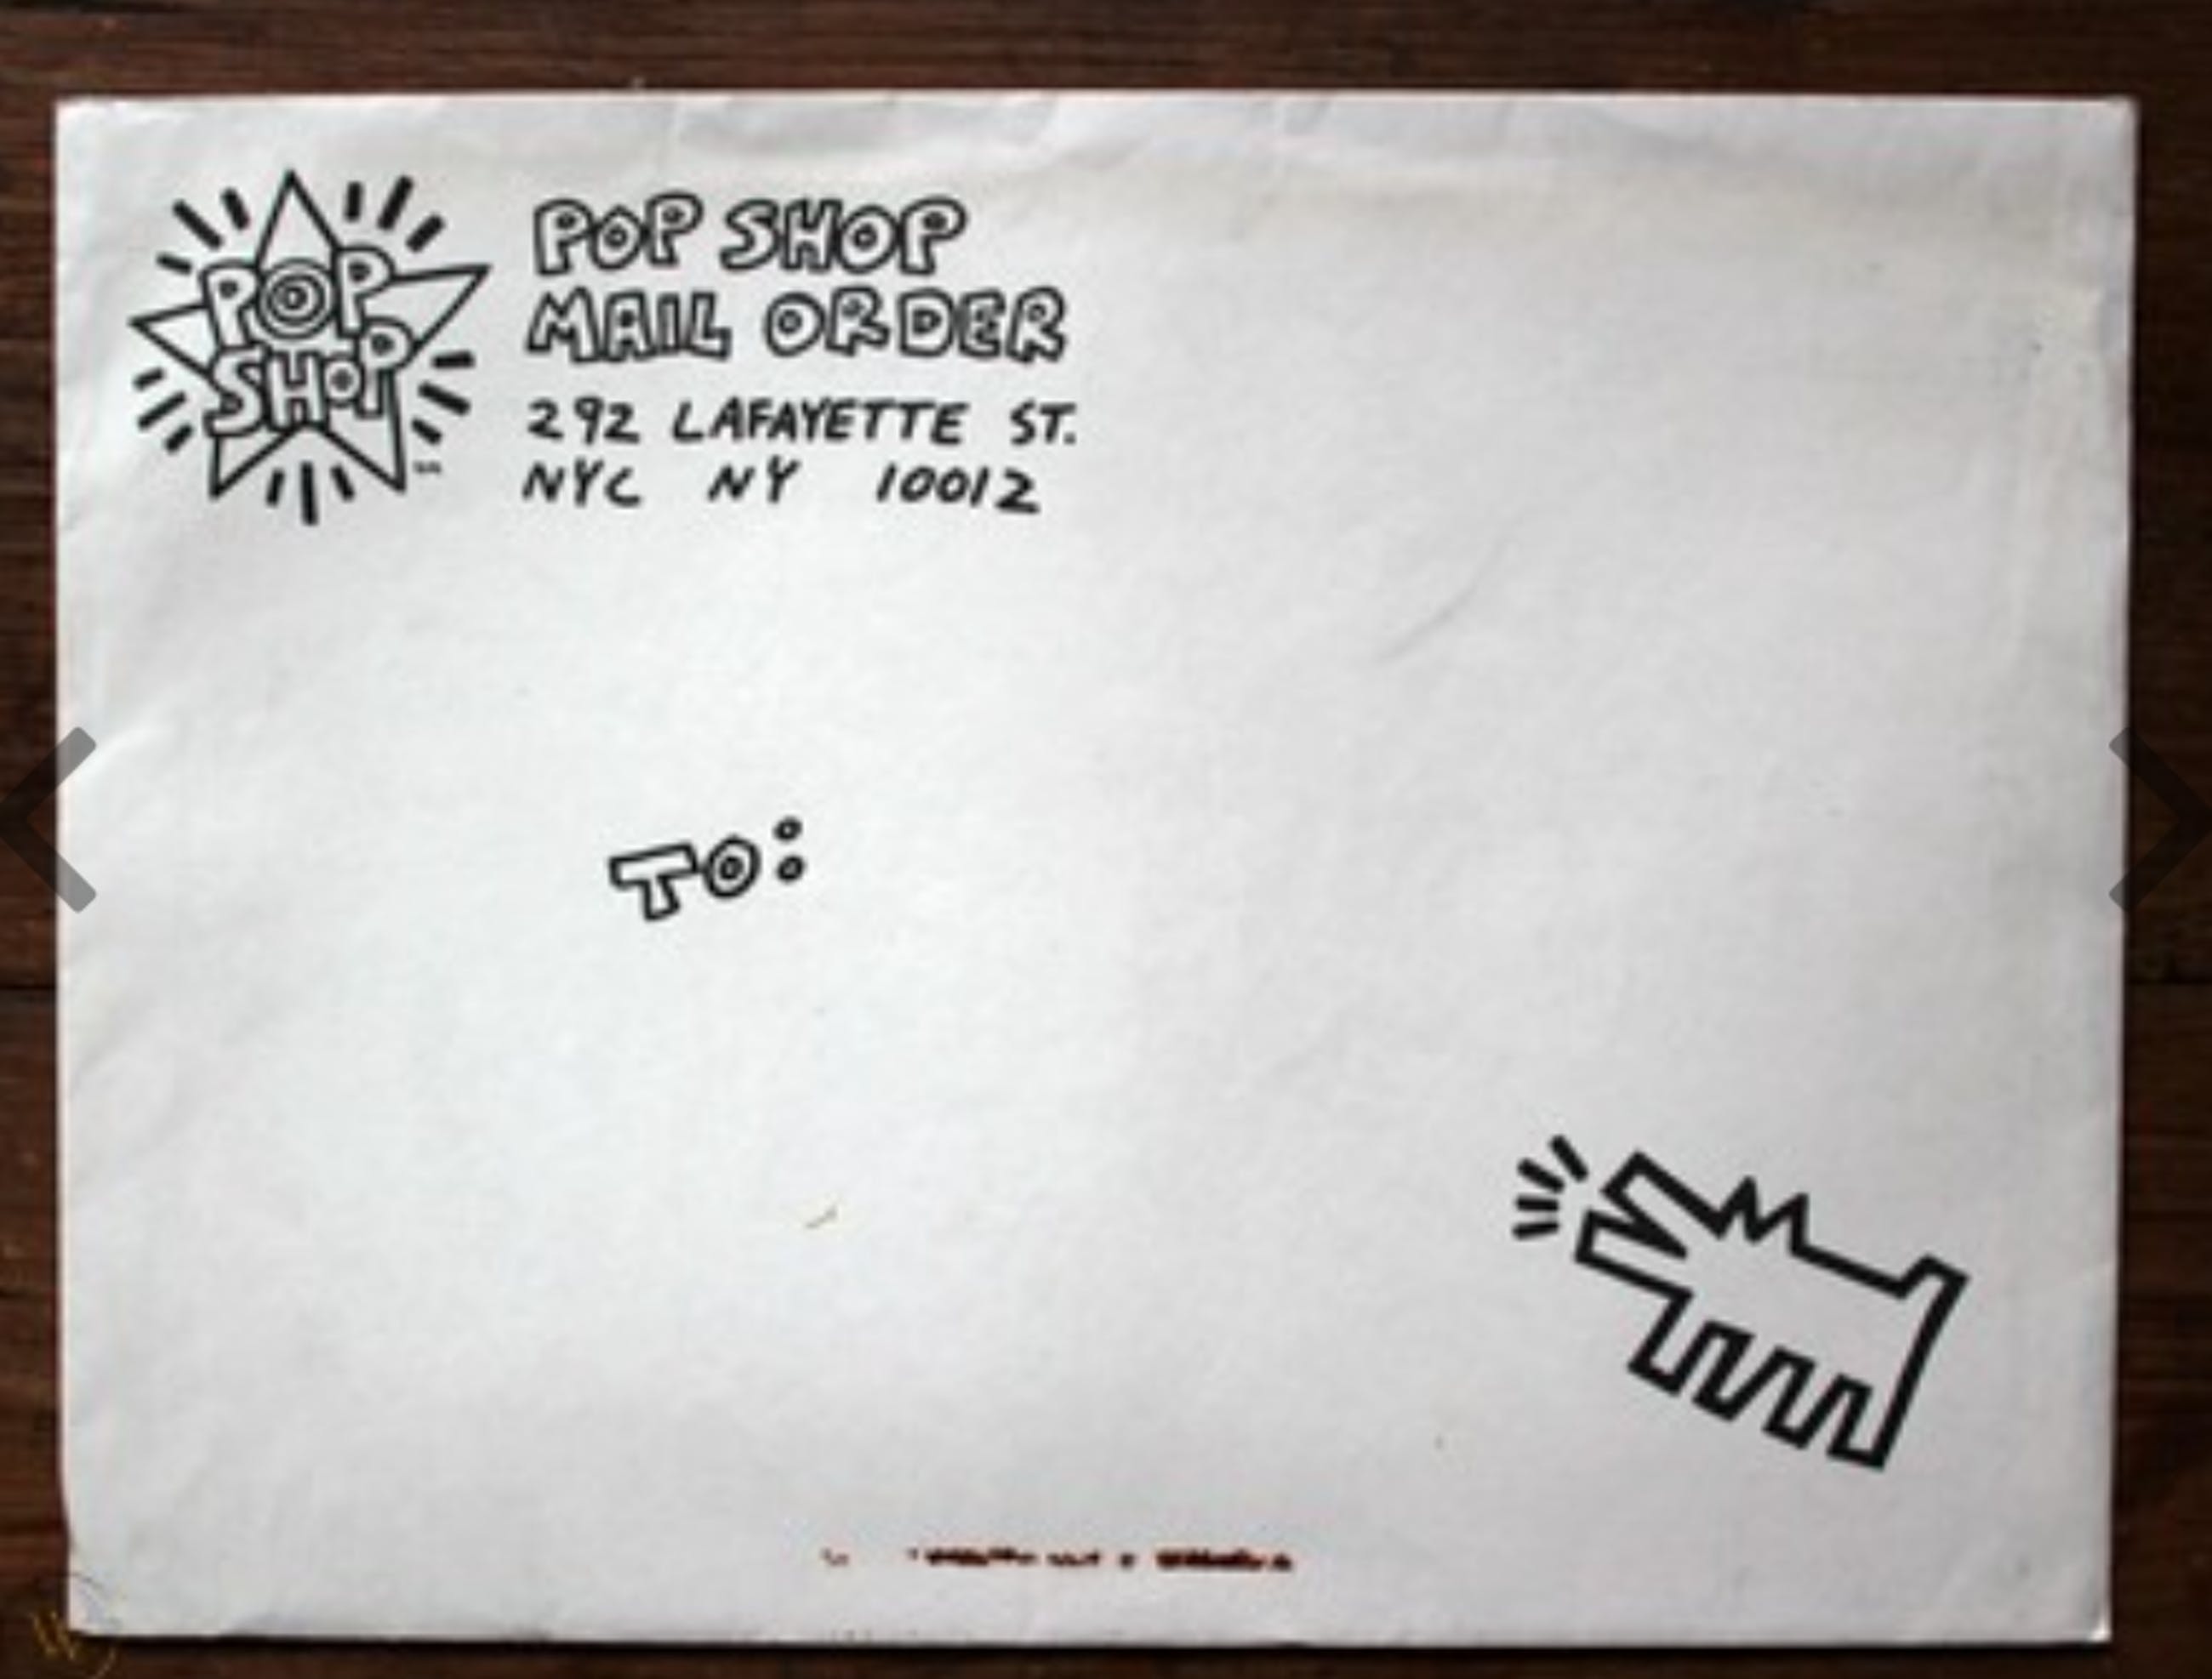 POP
SHOP
POP SHOP
MAIL ORDER
292 LAFAYETTE ST.
NYC NY 10012
TO: